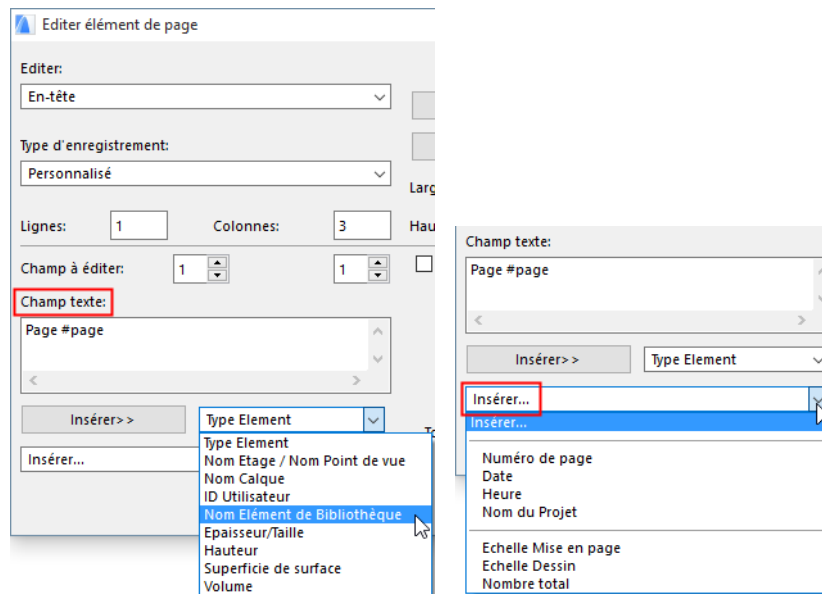 Editer élément de page
Editer:
En-tête
Type d'enregistrement:
Personnalisé
Larg
Lignes: 1 Colonnes: 3 Hau
Champ à éditer: 1 1
Champ texte:
Page #page
Insérer>> Type Element
Insérer...
Type Element
Nom Etage / Nom Point de vue
Nom Calque
ID Utilisateur
Nom Elément de Bibliothèque
Epaisseur/Taille
Hauteur
Superficie de surface
Volume
Champ texte:
Page #page
Insérer>> Type Element
Insérer...
Insérer...
Numéro de page
Date
Heure
Nom du Projet
Echelle Mise en page
Echelle Dessin
Nombre total